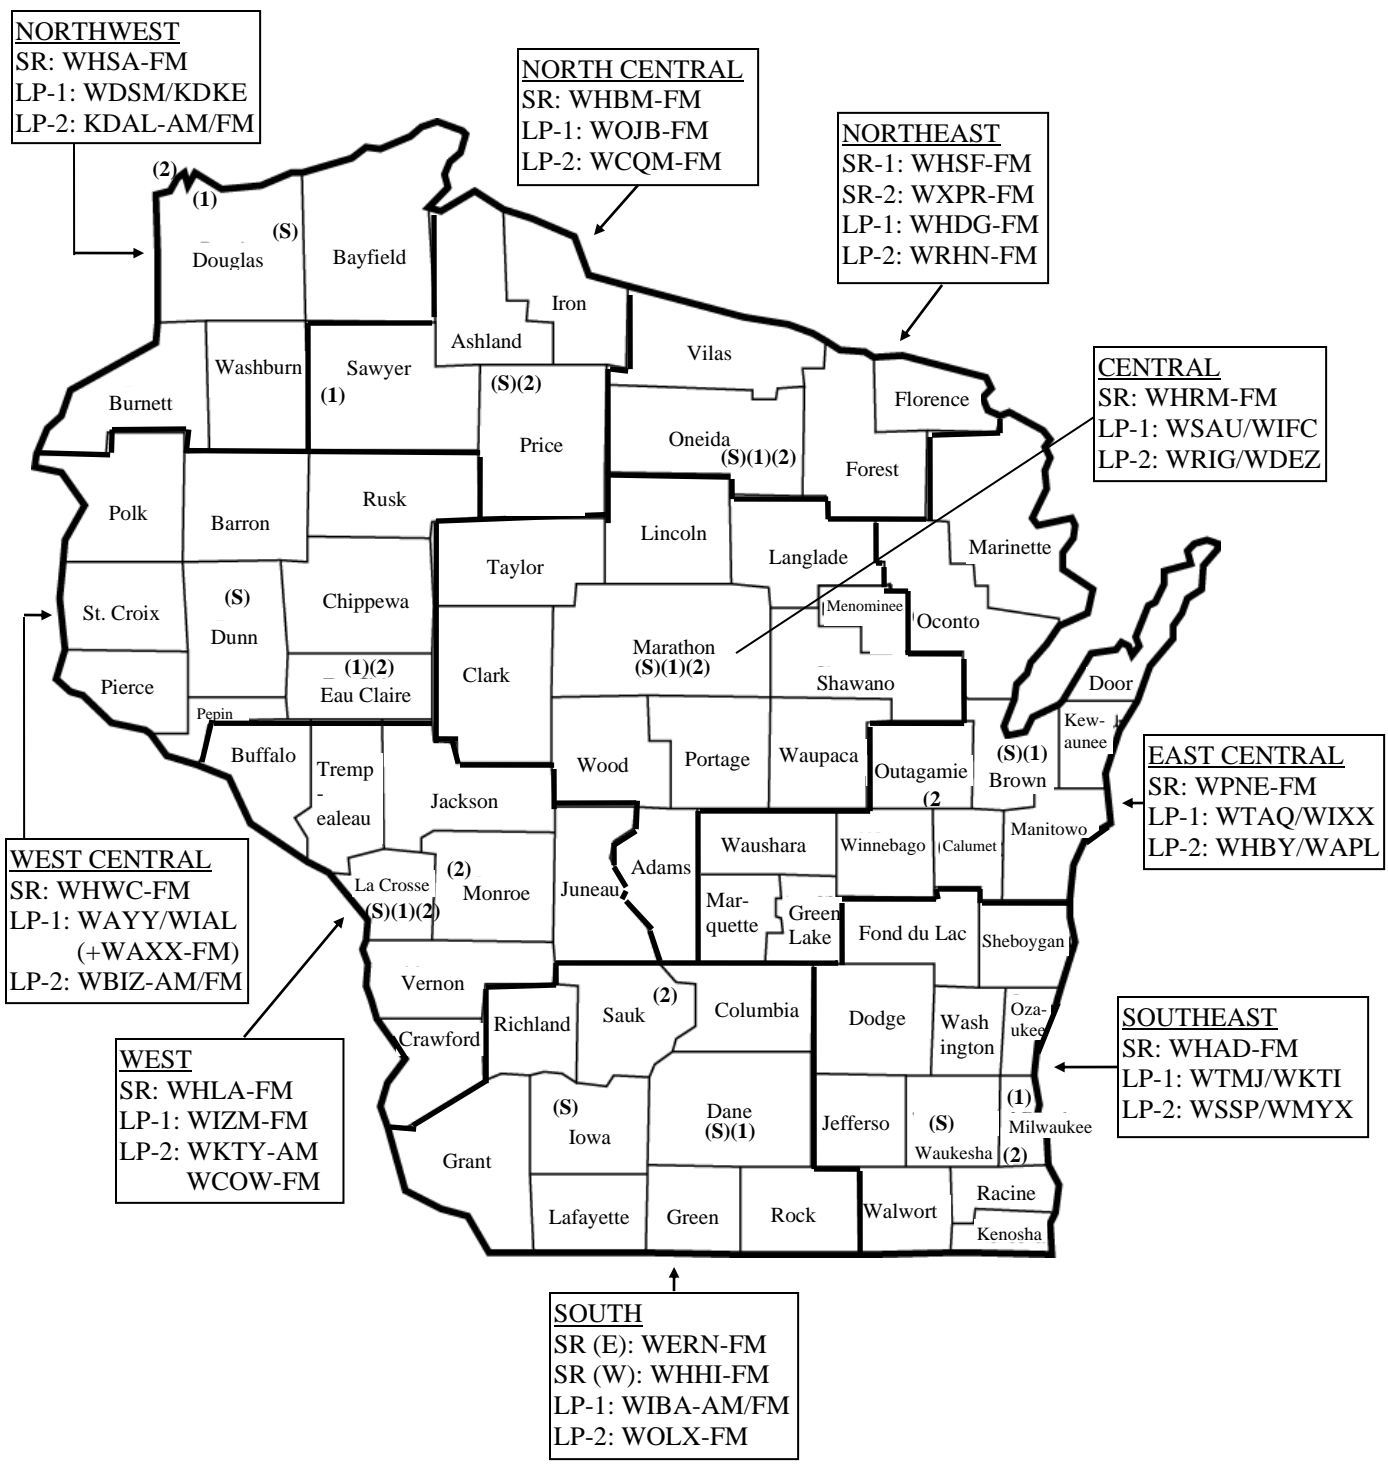 NORTHWEST
SR: WHSA-FM
LP-1: WDSM/KDKE
LP-2: KDAL-AM/FM
NORTH CENTRAL
SR: WHBM-FM
LP-1: WOJB-FM
LP-2: WCQM-FM
NORTHEAST
SR-1: WHSF-FM
SR-2: WXPR-FM
LP-1: WHDG-FM
LP-2: WRHN-FM
CENTRAL
SR: WHRM-FM
LP-1: WSAU/WIFC
LP-2: WRIG/WDEZ
(2)
(1)
(S)
Douglas
Bayfield
Iron
Ashland
Vilas
Washburn
Sawyer
(1)
(S)(2)
Burnett
Florence
Price
Oneida
(S)(1)(2)
Forest
Polk
Barron
Rusk
Lincoln
Langlade
Marinette
Taylor
St. Croix
(S)
Dunn
Chippewa
Menominee
Oconto
Marathon
(S)(1)(2)
Clark
Shawano
Pierce
(1)(2)
Eau Claire
Door
Pepin
Kew-
aunee
Buffalo
Tremp
-
ealeau
Wood
Portage
Waupaca
Outagamie
(2
(S)(1)
Brown
Jackson
Manitowo
EAST CENTRAL
SR: WPNE-FM
LP-1: WTAQ/WIXX
LP-2: WHBY/WAPL
Waushara
Winnebago
Calumet
Adams
La Crosse
(S)(1)(2)
(2)
Monroe
Juneau
Mar-
quette
Green
Lake
Fond du Lac
Sheboygan
WEST CENTRAL
SR: WHWC-FM
LP-1: WAYY/WIAL
(+WAXX-FM)
LP-2: WBIZ-AM/FM
Vernon
Crawford
Richland
Sauk
(2)
Columbia
Dodge
Wash
ington
Oza-
ukee
SOUTHEAST
SR: WHAD-FM
LP-1: WTMJ/WKTI
LP-2: WSSP/WMYX
WEST
SR: WHLA-FM
LP-1: WIZM-FM
LP-2: WKTY-AM
WCOW-FM
(S)
Iowa
Dane
(S)(1)
Jefferso
(S)
Waukesha
(1)
Milwaukee
(2)
Grant
Lafayette
Green
Rock
Walwort
Racine
Kenosha
SOUTH
SR (E): WERN-FM
SR (W): WHHI-FM
LP-1: WIBA-AM/FM
LP-2: WOLX-FM